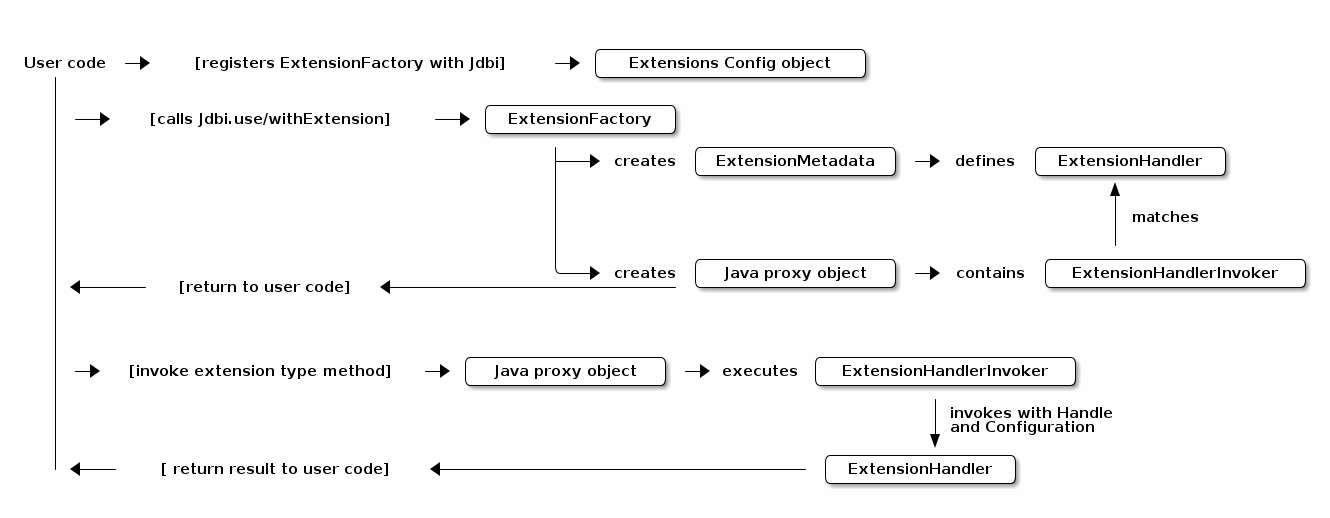 User code [registers ExtensionFactory with Jdbi] Extensions Config object
[calls Jdbi.use/withExtension] ExtensionFactory
creates ExtensionMetadata defines ExtensionHandler
matches
creates Java proxy object contains ExtensionHandlerInvoker
[return to user code]
[invoke extension type method] Java proxy object executes ExtensionHandlerInvoker
invokes with Handle
and Configuration
[ return result to user code] ExtensionHandler